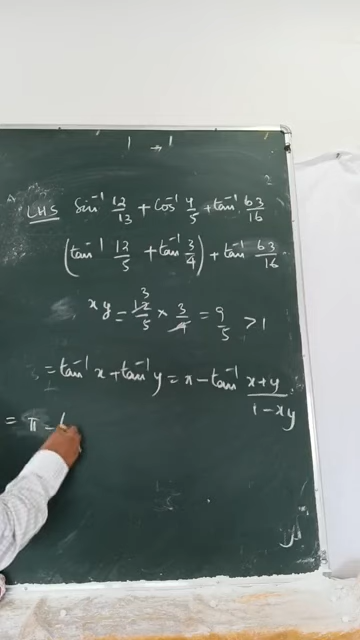 LHS sin⁻¹ 12/13 + cos⁻¹ 4/5 + tan⁻¹ 63/16
(tan⁻¹ 12/5 + tan⁻¹ 3/4) + tan⁻¹ 63/16
xy = 12/5 × 3/4 = 9/5 > 1
= tan⁻¹ x + tan⁻¹ y = π - tan⁻¹ (x+y)/(1-xy)
= π -